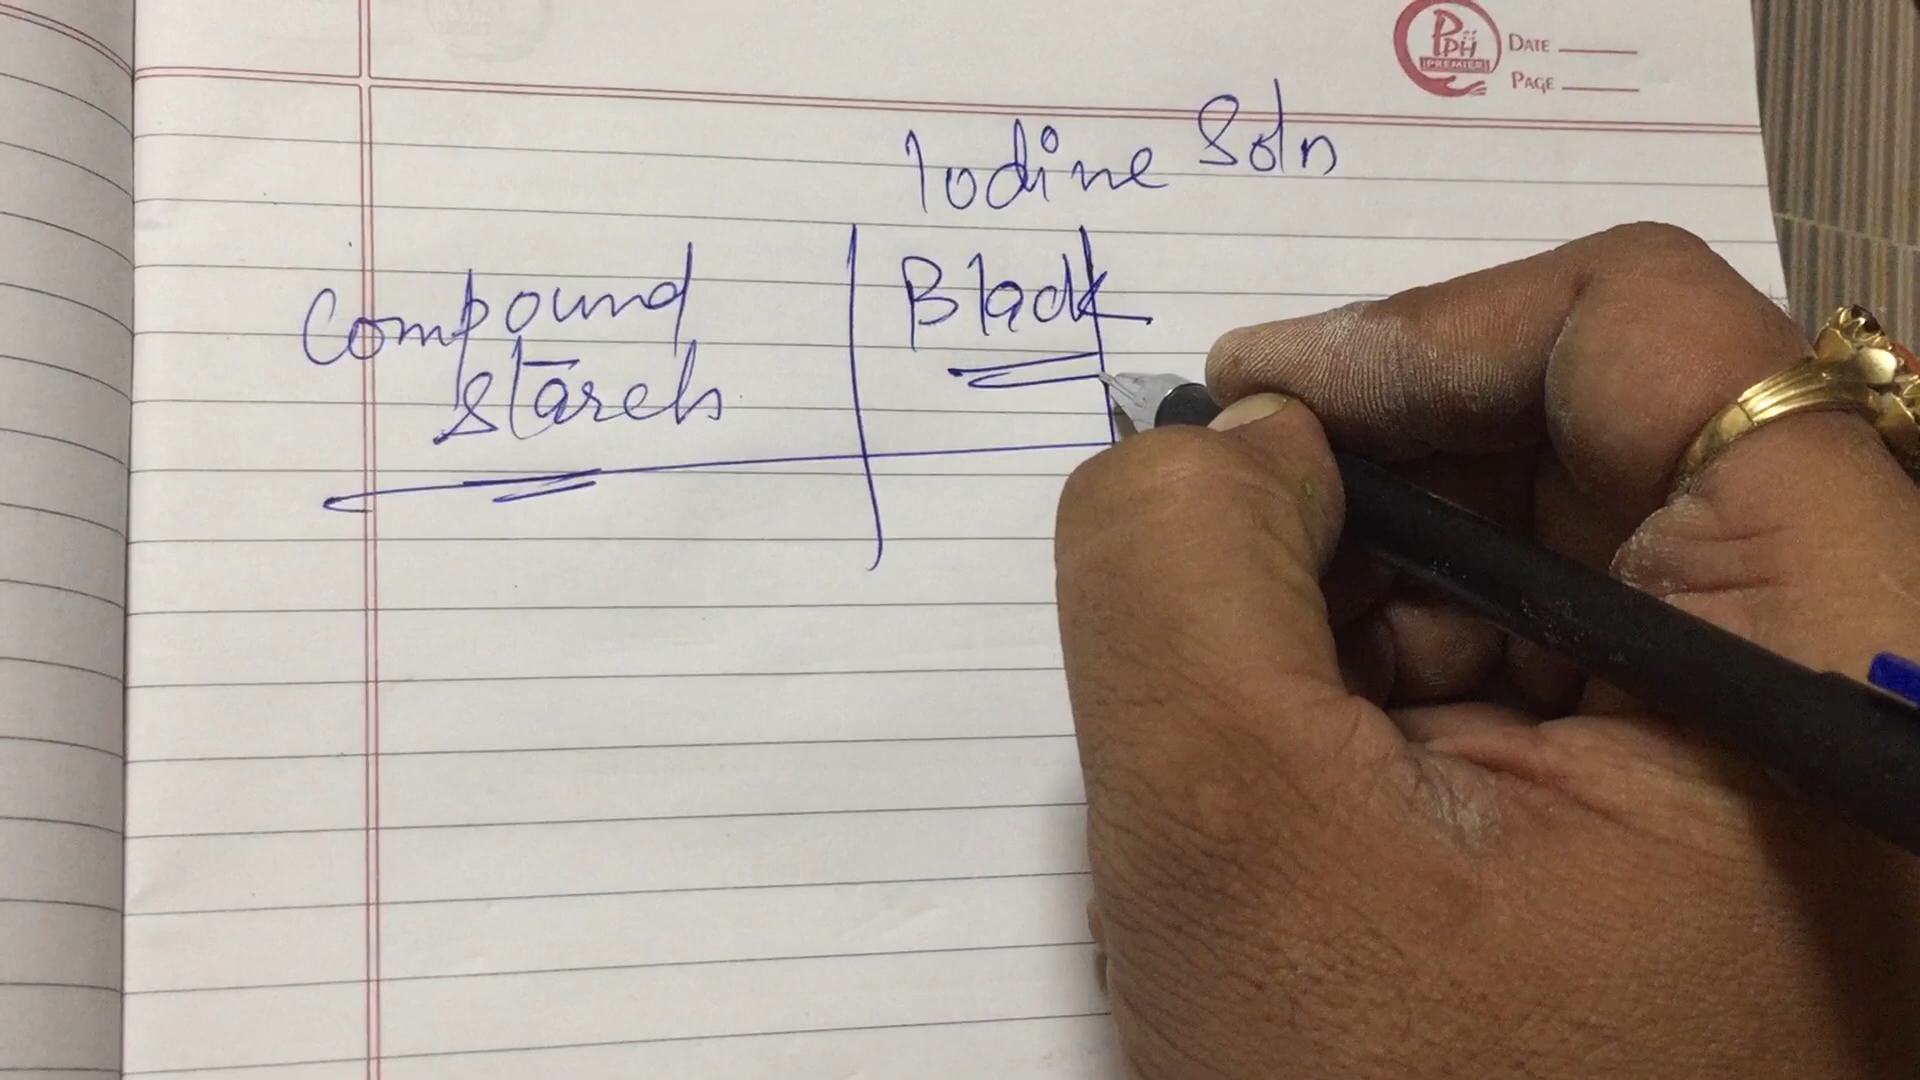 PPH
PREMIER
DATE
PAGE
Iodine Soln
Compound
Black
starch